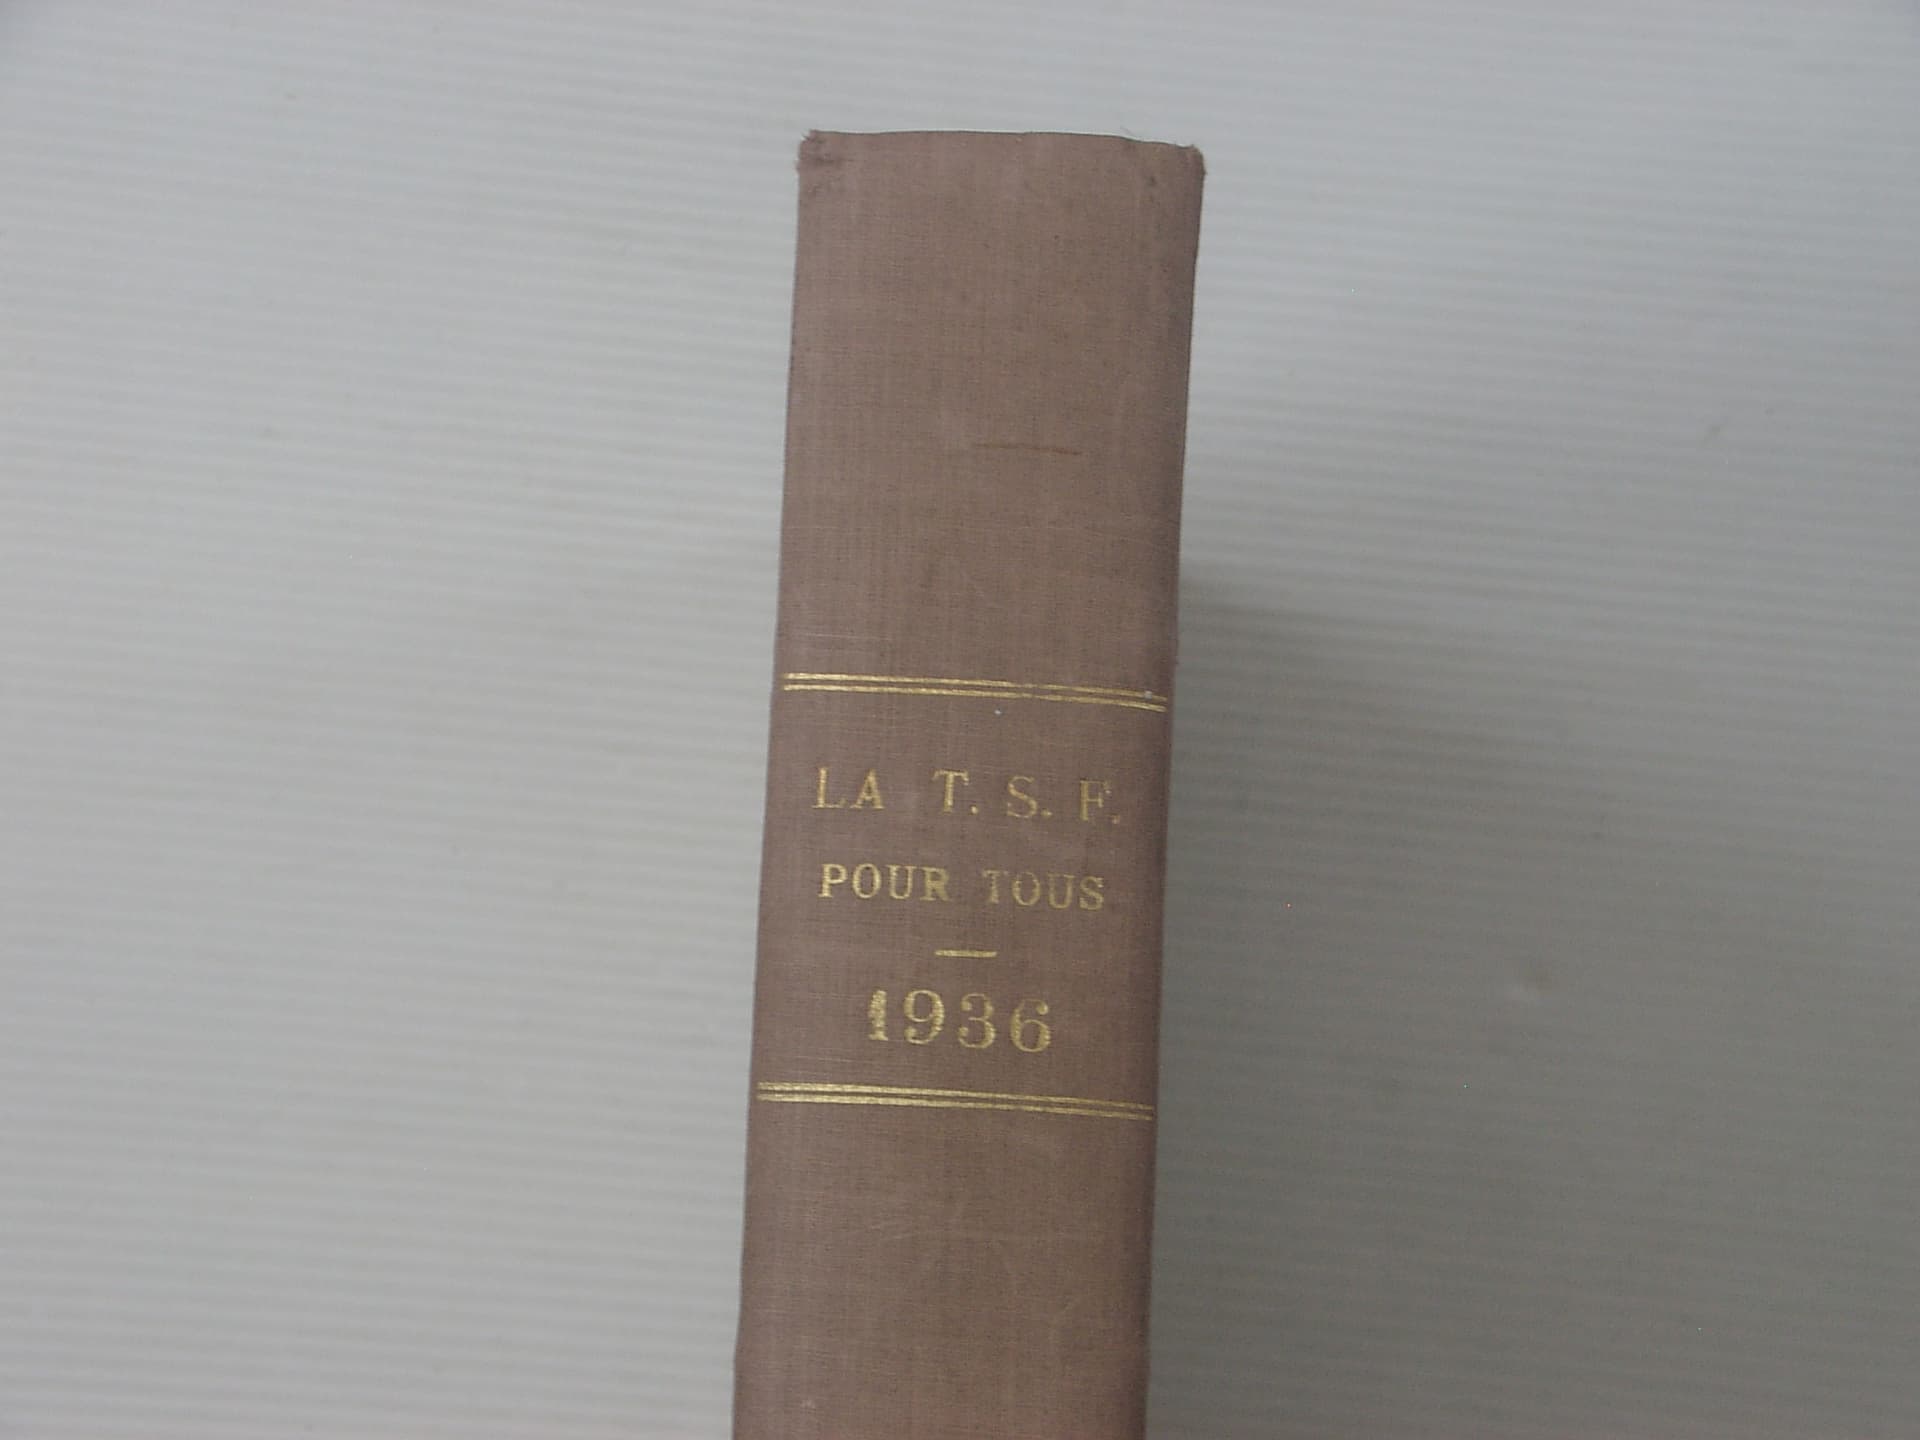 LA T. S. F.
POUR TOUS
1936